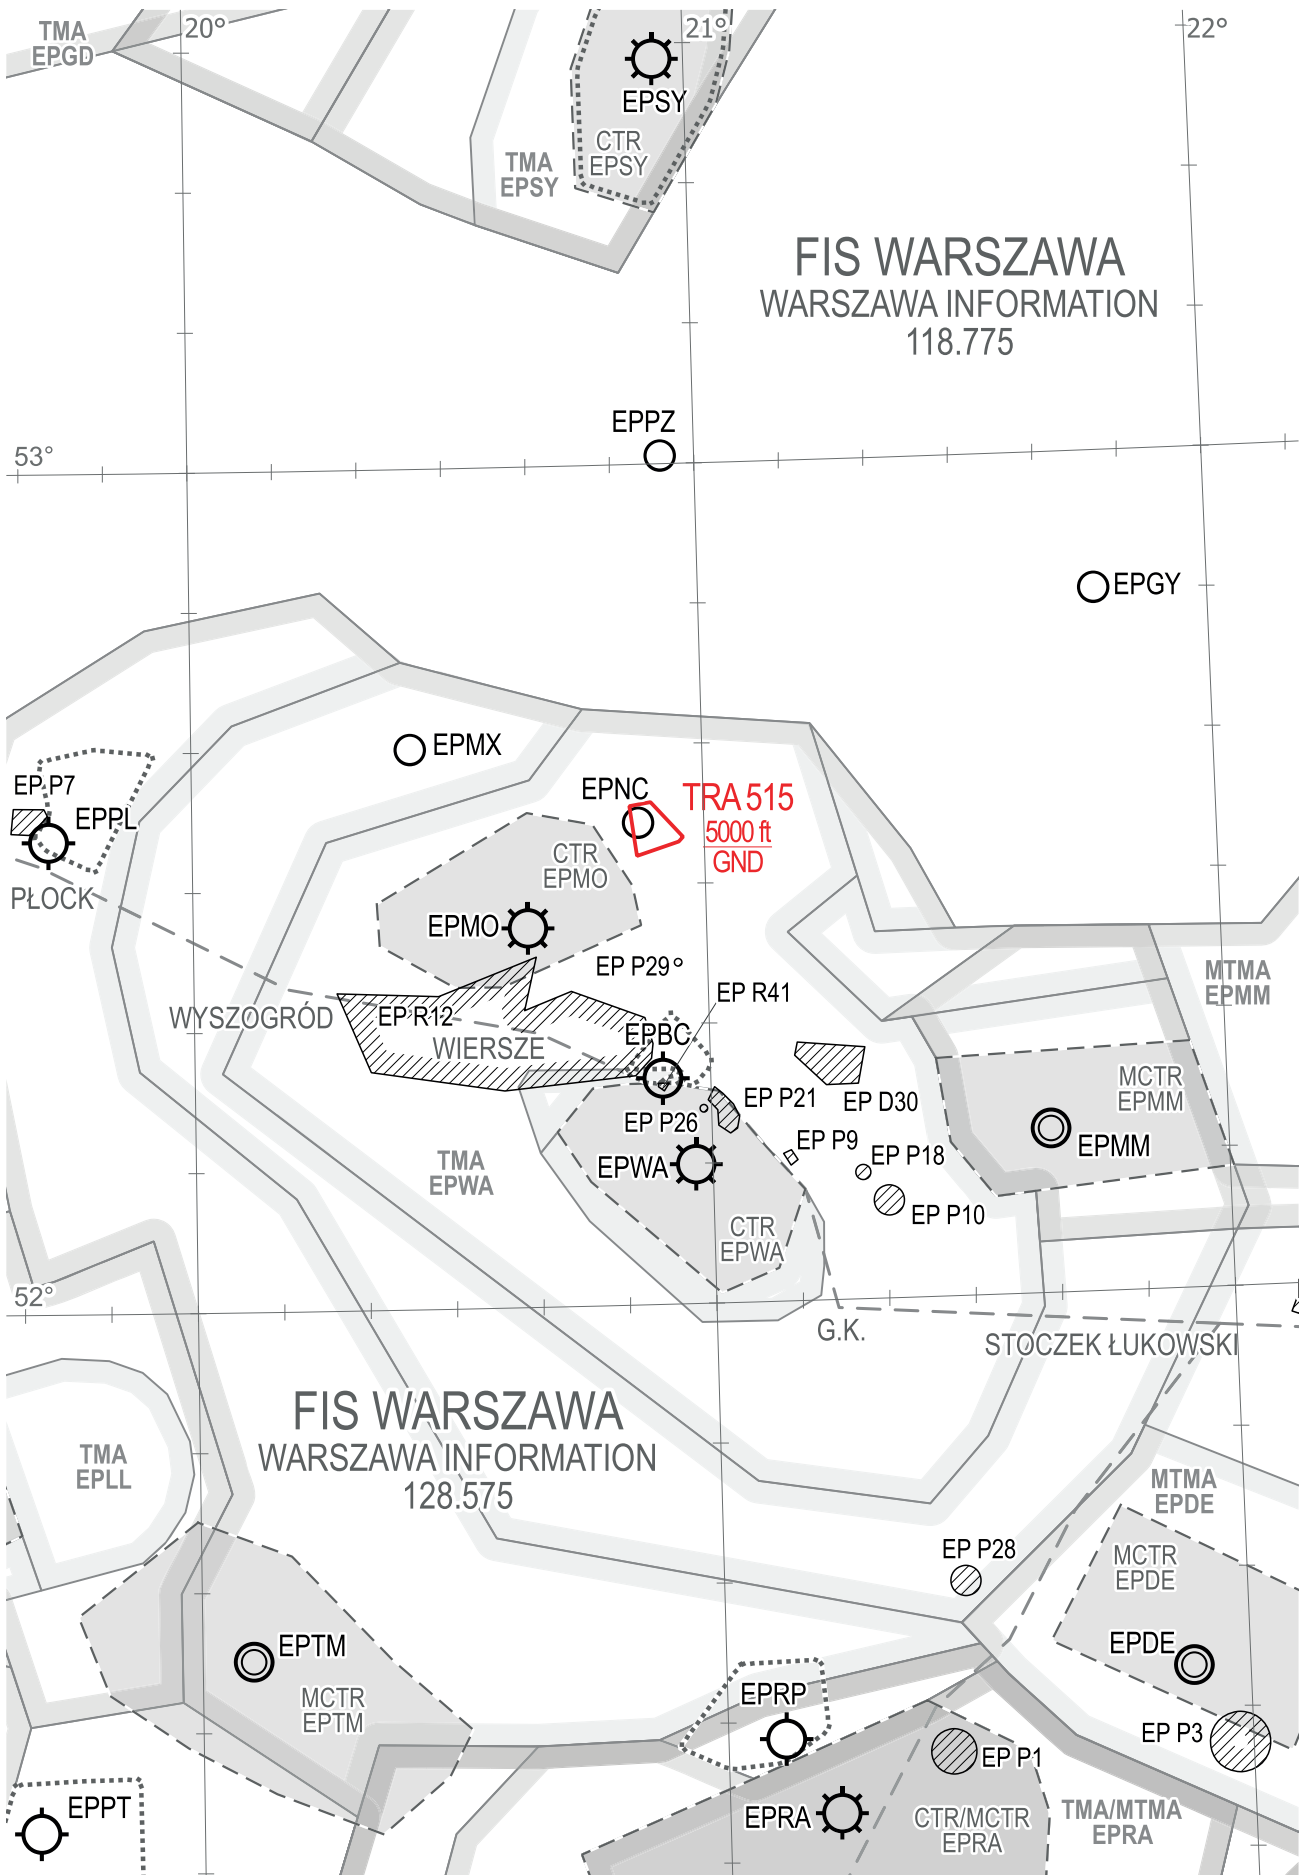 TMA
EPGD
20°
21°
22°
EPSY
CTR
EPSY
TMA
EPSY
FIS WARSZAWA
WARSZAWA INFORMATION
118.775
EPPZ
53°
EPGY
EPMX
EP P7
EPPL
EPNC
TRA 515
5000 ft
GND
CTR
EPMO
PŁOCK
EPMO
EP P29
MTMA
EPMM
EP R41
WYSZOGRÓD
EP R12
WIERSZE
EPBC
MCTR
EPMM
EP P21
EP D30
EP P26
EP P9
EPMM
EP P18
TMA
EPWA
EPWA
EP P10
CTR
EPWA
52°
G.K.
STOCZEK ŁUKOWSKI
FIS WARSZAWA
WARSZAWA INFORMATION
128.575
TMA
EPLL
MTMA
EPDE
EP P28
MCTR
EPDE
EPTM
EPDE
MCTR
EPTM
EPRP
EP P3
EP P1
EPPT
EPRA
CTR/MCTR
EPRA
TMA/MTMA
EPRA